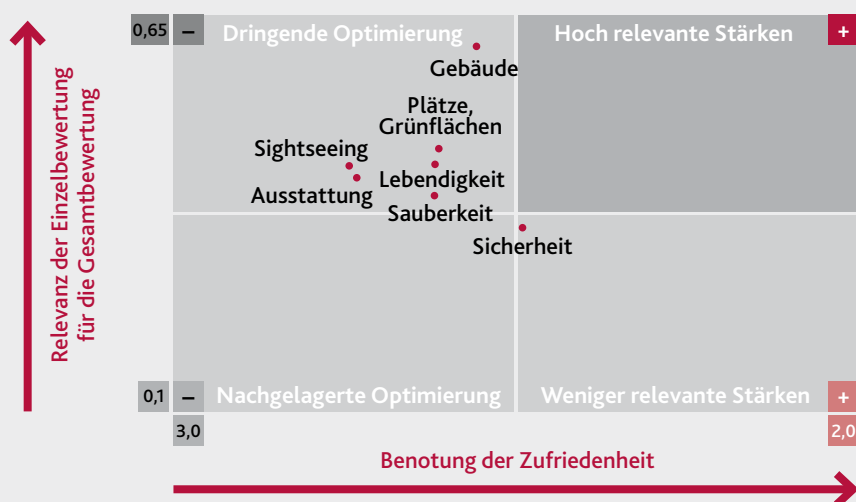 0,65
–
Dringende Optimierung
Hoch relevante Stärken
+
Gebäude
Plätze,
Grünflächen
Sightseeing
Lebendigkeit
Ausstattung
Sauberkeit
Sicherheit
Relevanz der Einzelbewertung
für die Gesamtbewertung
0,1
–
Nachgelagerte Optimierung
Weniger relevante Stärken
+
3,0
2,0
Benotung der Zufriedenheit